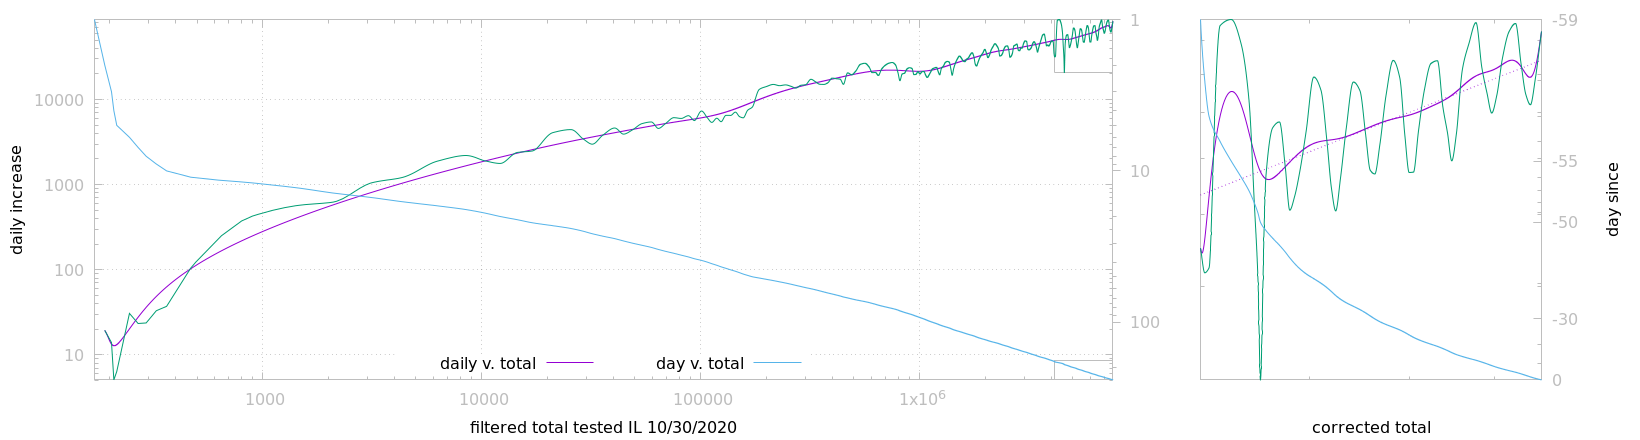 daily increase
10000
1000
100
10
1000
10000
100000
1x10⁶
1
10
100
daily v. total
day v. total
filtered total tested IL 10/30/2020
-59
-55
-50
-30
0
day since
corrected total